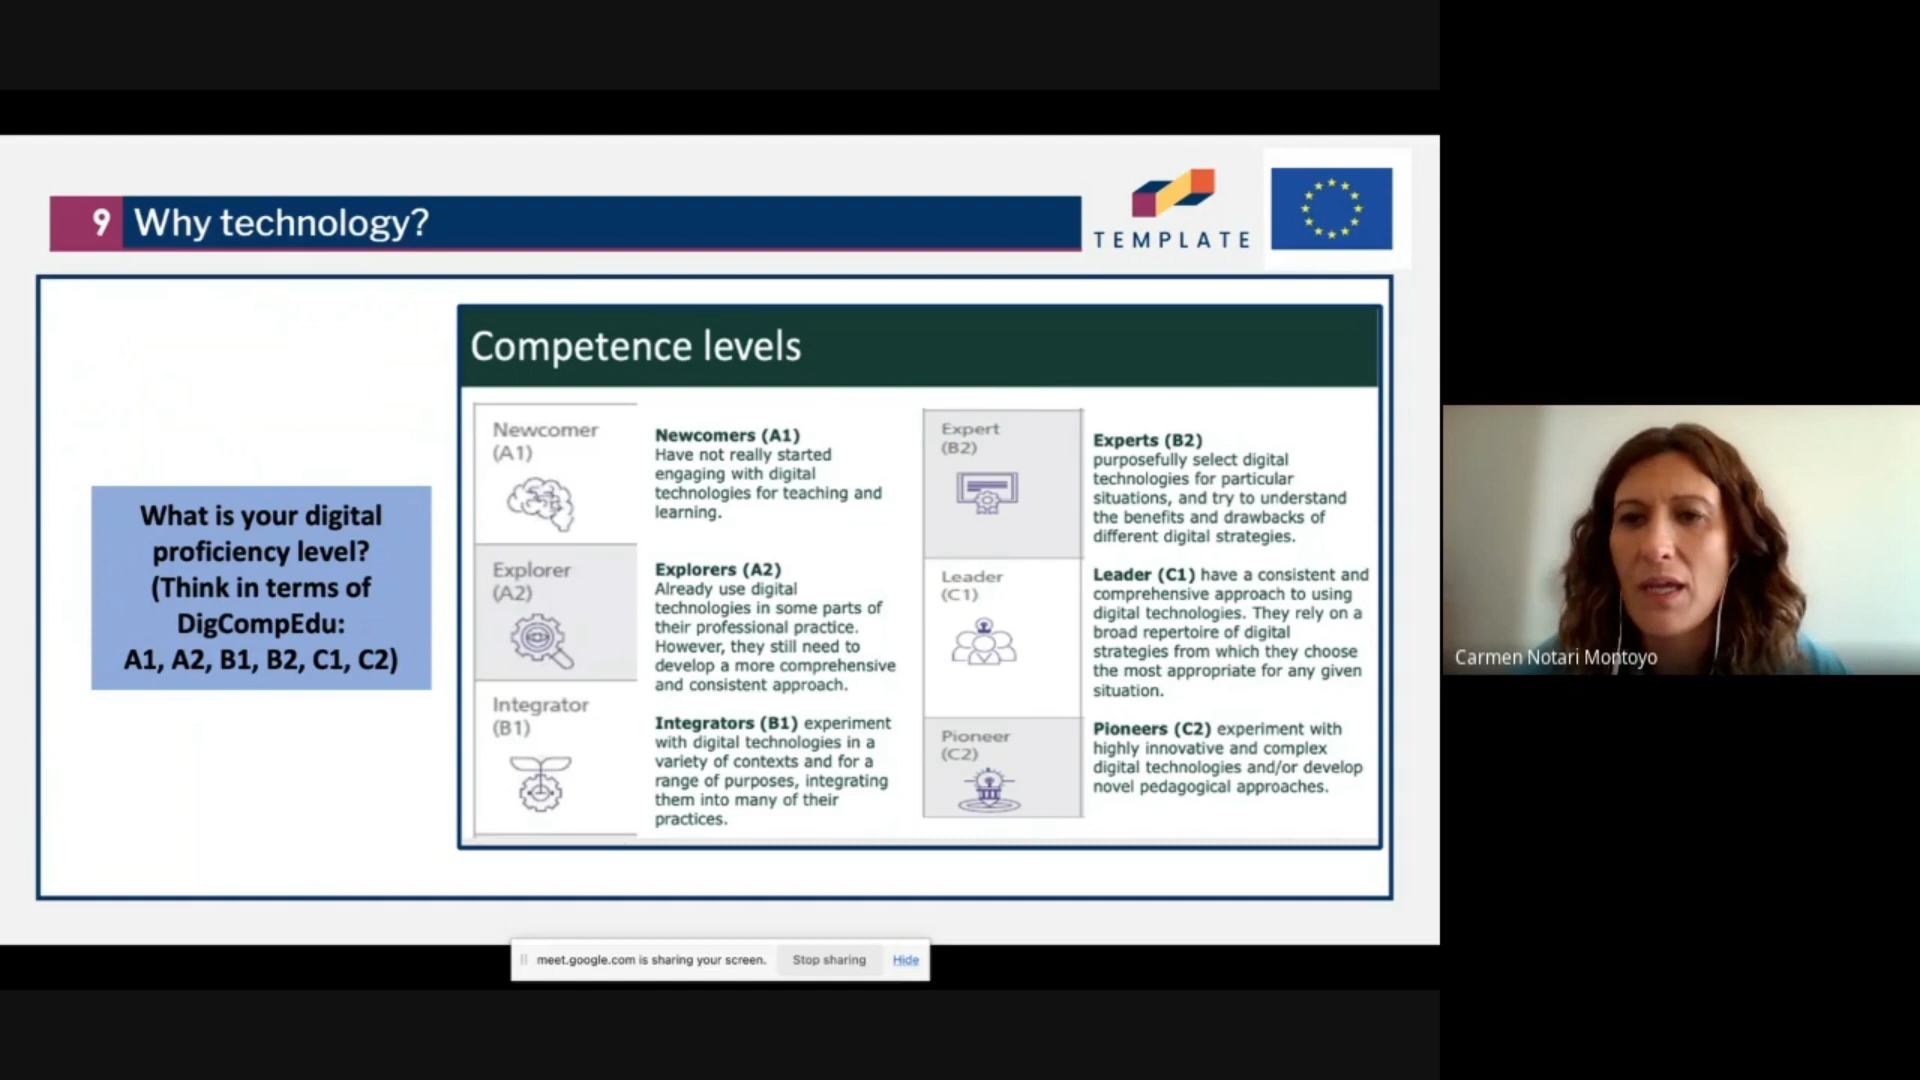 9 Why technology?
TEMPLATE
What is your digital
proficiency level?
(Think in terms of
DigCompEdu:
A1, A2, B1, B2, C1, C2)
Competence levels
Newcomer
(A1)
Newcomers (A1)
Have not really started
engaging with digital
technologies for teaching and
learning.
Explorer
(A2)
Explorers (A2)
Already use digital
technologies in some parts of
their professional practice.
However, they still need to
develop a more comprehensive
and consistent approach.
Integrator
(B1)
Integrators (B1) experiment
with digital technologies in a
variety of contexts and for a
range of purposes, integrating
them into many of their
practices.
Expert
(B2)
Experts (B2)
purposefully select digital
technologies for particular
situations, and try to understand
the benefits and drawbacks of
different digital strategies.
Leader
(C1)
Leader (C1) have a consistent and
comprehensive approach to using
digital technologies. They rely on a
broad repertoire of digital
strategies from which they choose
the most appropriate for any given
situation.
Pioneer
(C2)
Pioneers (C2) experiment with
highly innovative and complex
digital technologies and/or develop
novel pedagogical approaches.
Carmen Notari Montoyo
meet.google.com is sharing your screen.
Stop sharing
Hide